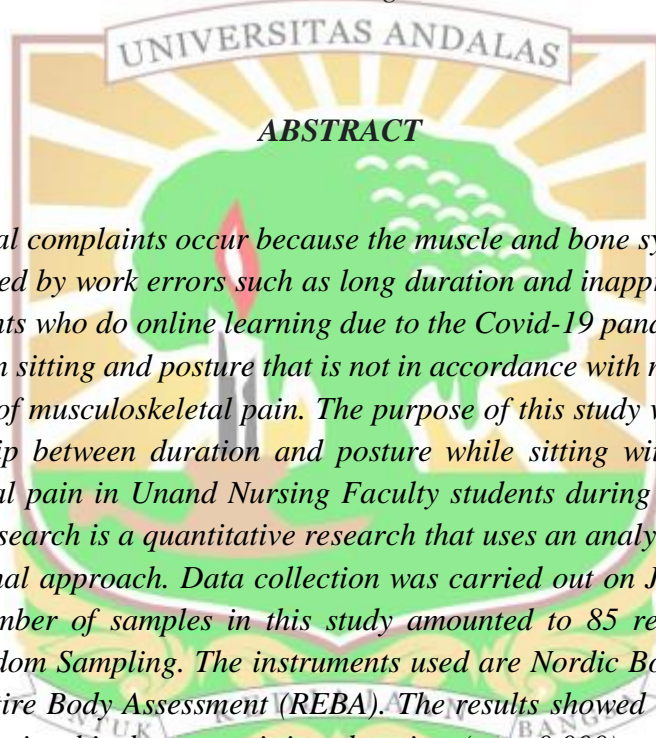 UNIVERSITAS ANDALAS
ABSTRACT
al complaints occur because the muscle and bone sy
ed by work errors such as long duration and inappr
nts who do online learning due to the Covid-19 pand
n sitting and posture that is not in accordance with
of musculoskeletal pain. The purpose of this study
ip between duration and posture while sitting wi
al pain in Unand Nursing Faculty students during
search is a quantitative research that uses an analy
nal approach. Data collection was carried out on J
mber of samples in this study amounted to 85 re
dom Sampling. The instruments used are Nordic Bo
tire Body Assessment (REBA). The results showed
NTUK BANGS